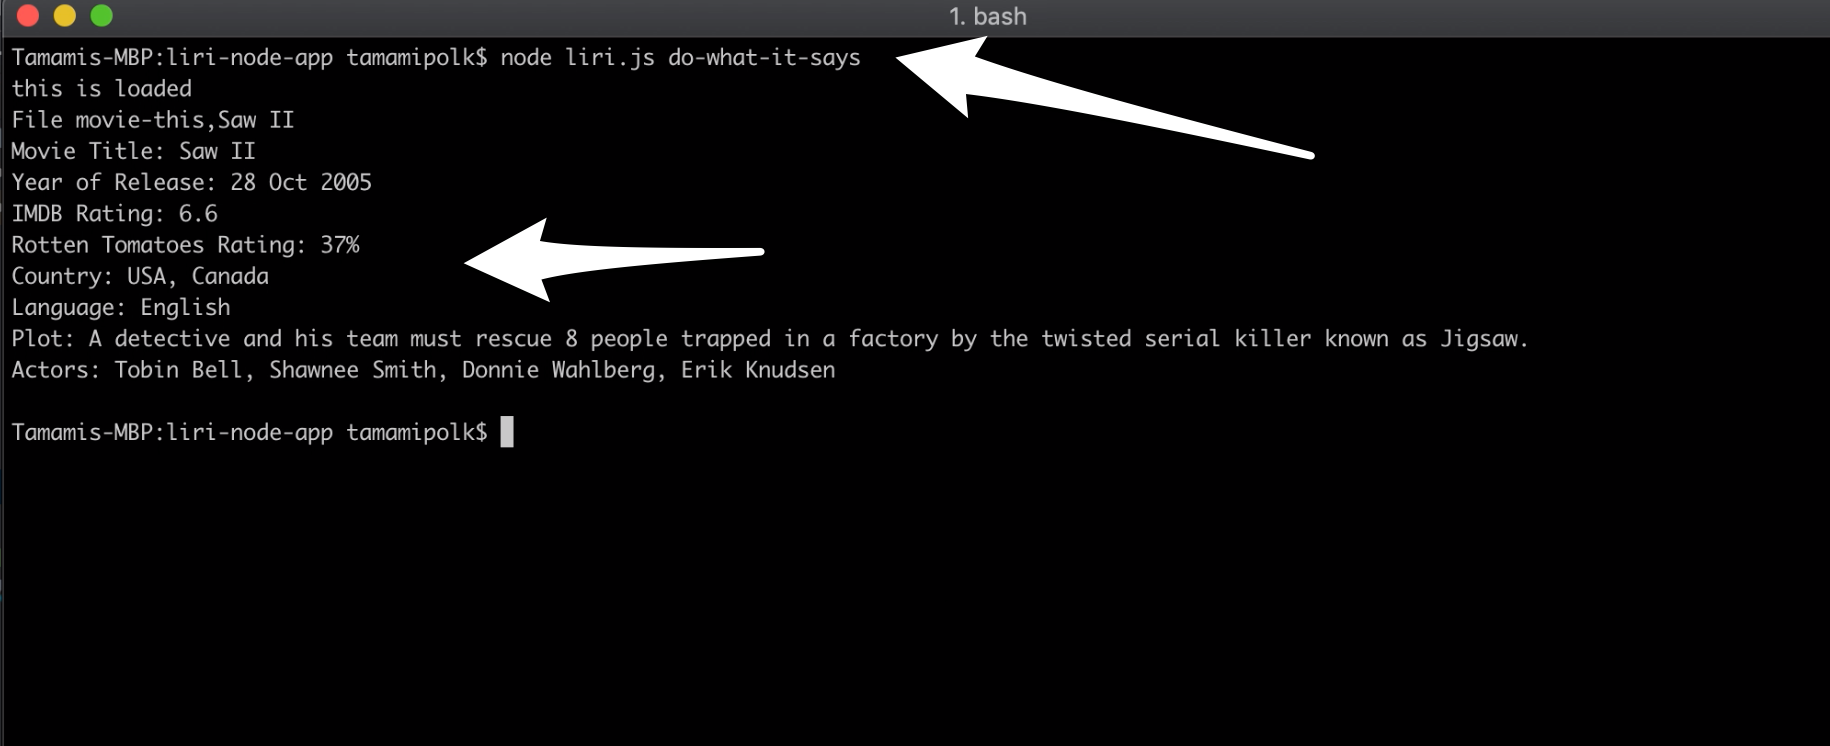 1. bash
Tamamis-MBP:liri-node-app tamamipolk$ node liri.js do-what-it-says
this is loaded
File movie-this,Saw II
Movie Title: Saw II
Year of Release: 28 Oct 2005
IMDB Rating: 6.6
Rotten Tomatoes Rating: 37%
Country: USA, Canada
Language: English
Plot: A detective and his team must rescue 8 people trapped in a factory by the twisted serial killer known as Jigsaw.
Actors: Tobin Bell, Shawnee Smith, Donnie Wahlberg, Erik Knudsen
Tamamis-MBP:liri-node-app tamamipolk$